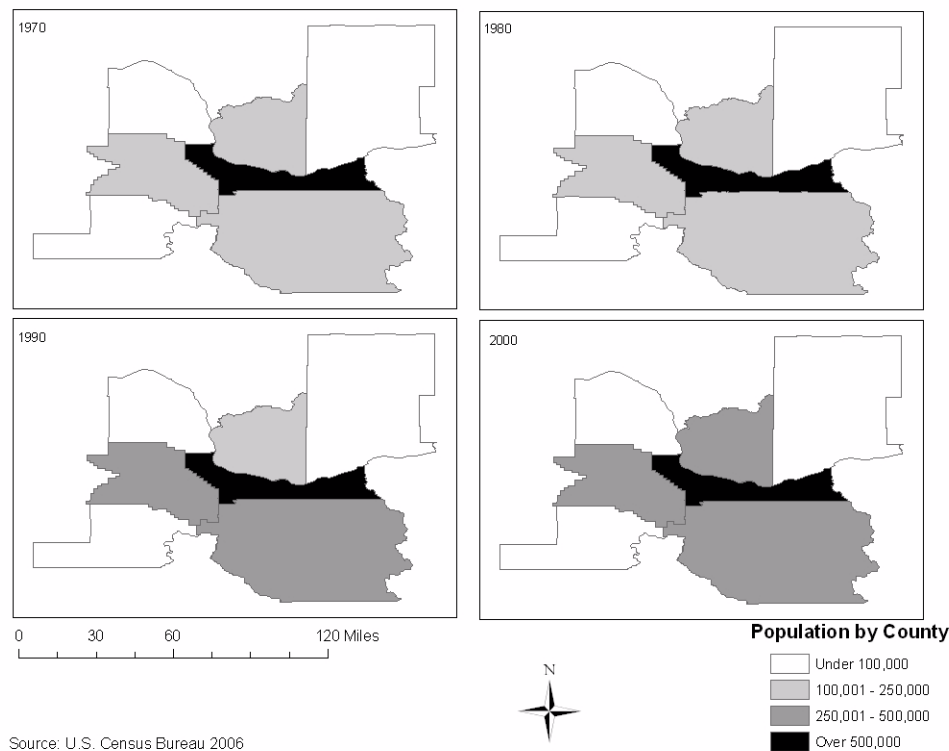 1970
1980
1990
2000
0 30 60 120 Miles
Population by County
Under 100,000
100,001 - 250,000
250,001 - 500,000
Over 500,000
N
Source: U.S. Census Bureau 2006